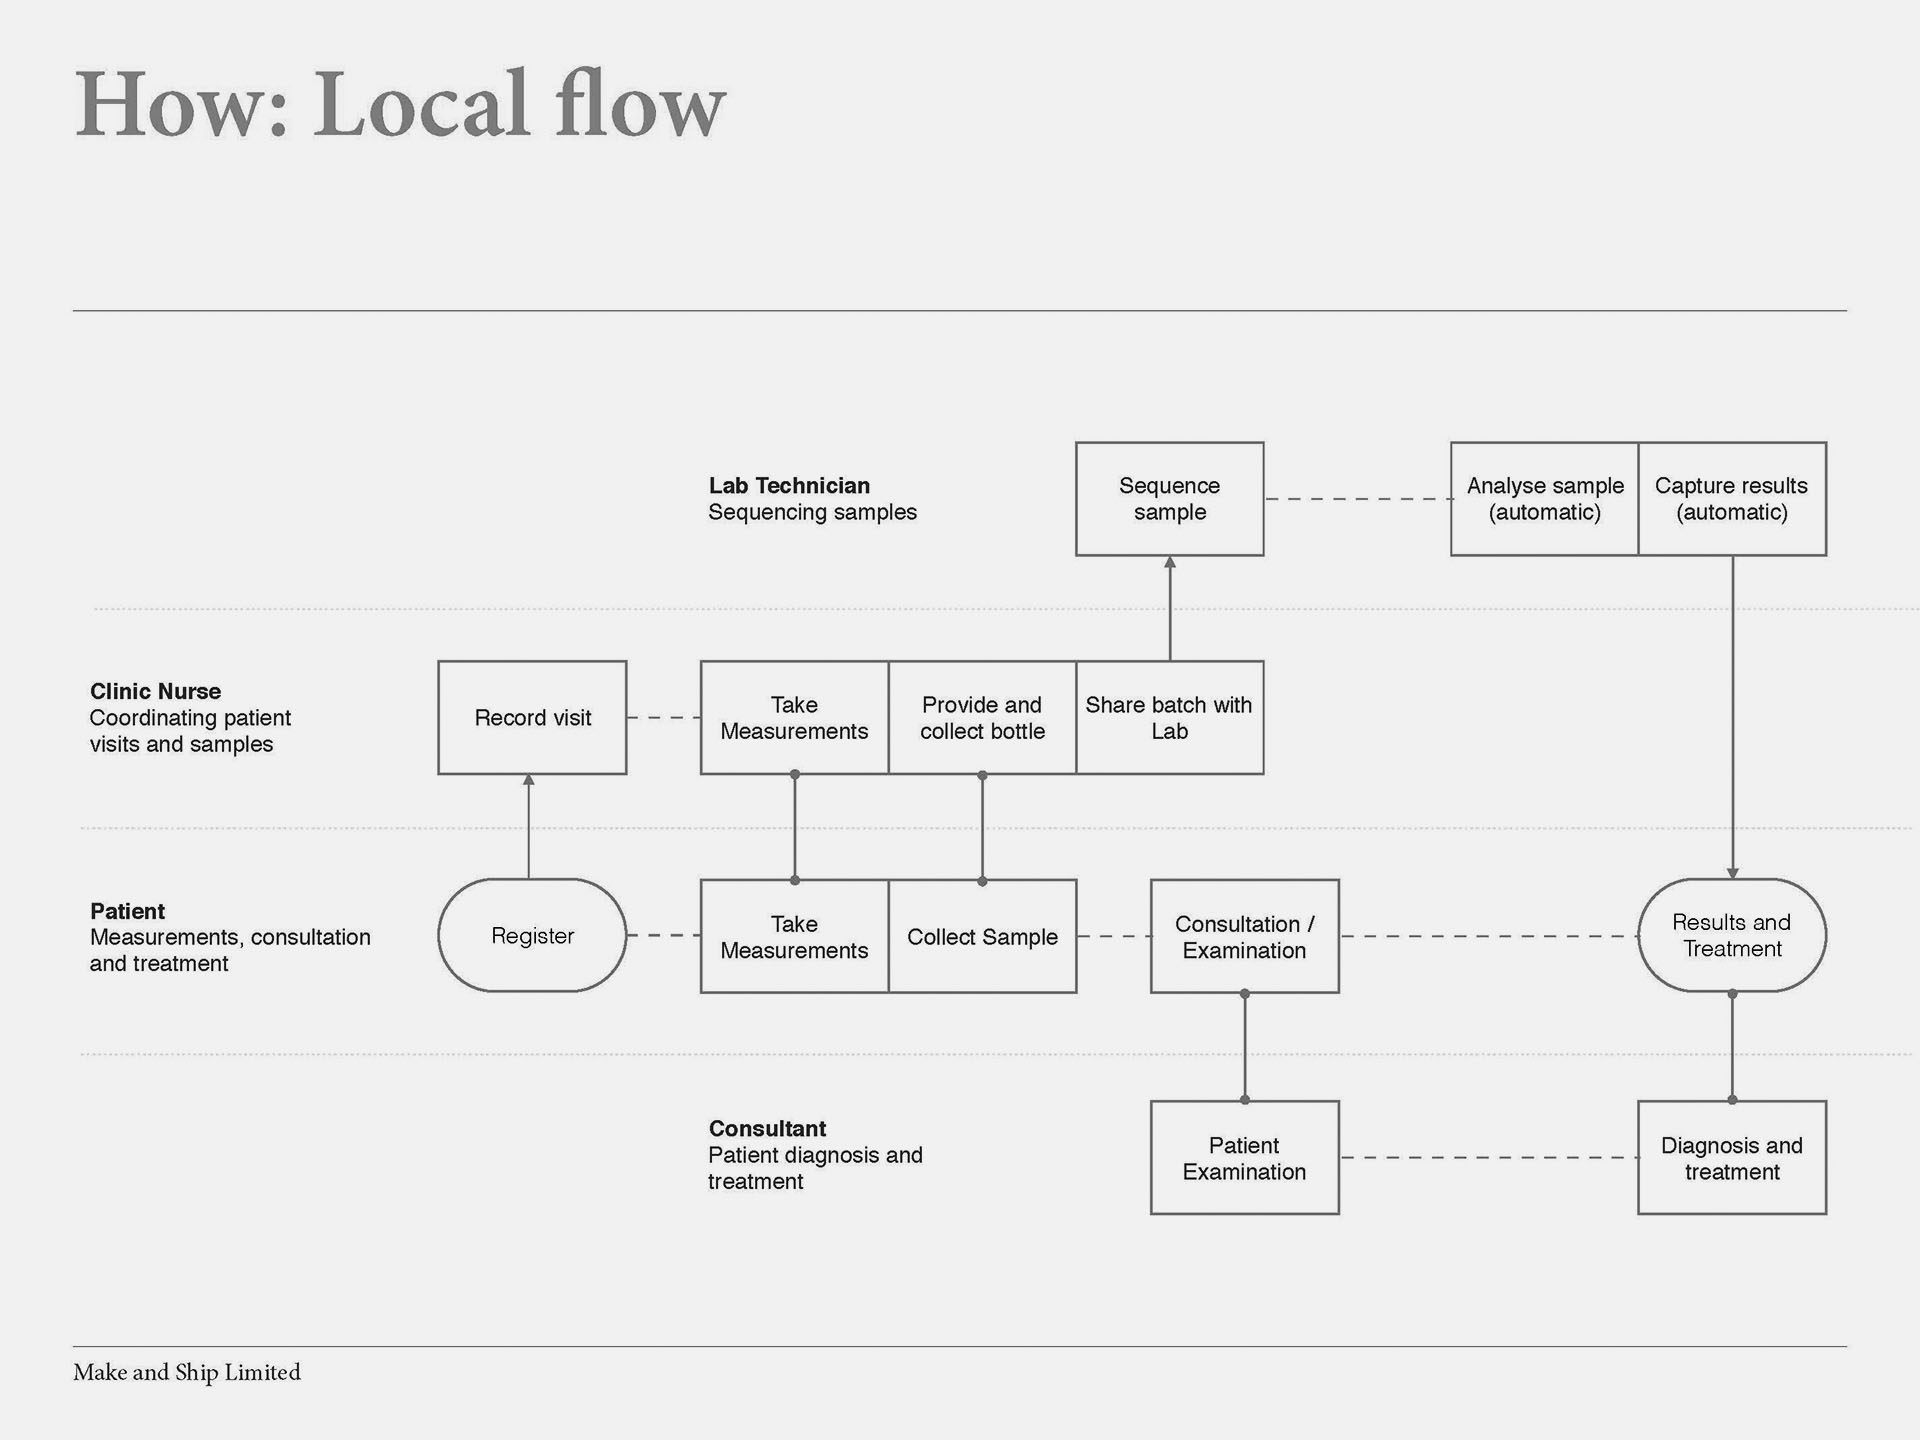 How: Local flow
Lab Technician
Sequencing samples
Sequence
sample
Analyse sample
(automatic)
Capture results
(automatic)
Clinic Nurse
Coordinating patient
visits and samples
Record visit
Take
Measurements
Provide and
collect bottle
Share batch with
Lab
Patient
Measurements, consultation
and treatment
Register
Take
Measurements
Collect Sample
Consultation /
Examination
Results and
Treatment
Consultant
Patient diagnosis and
treatment
Patient
Examination
Diagnosis and
treatment
Make and Ship Limited